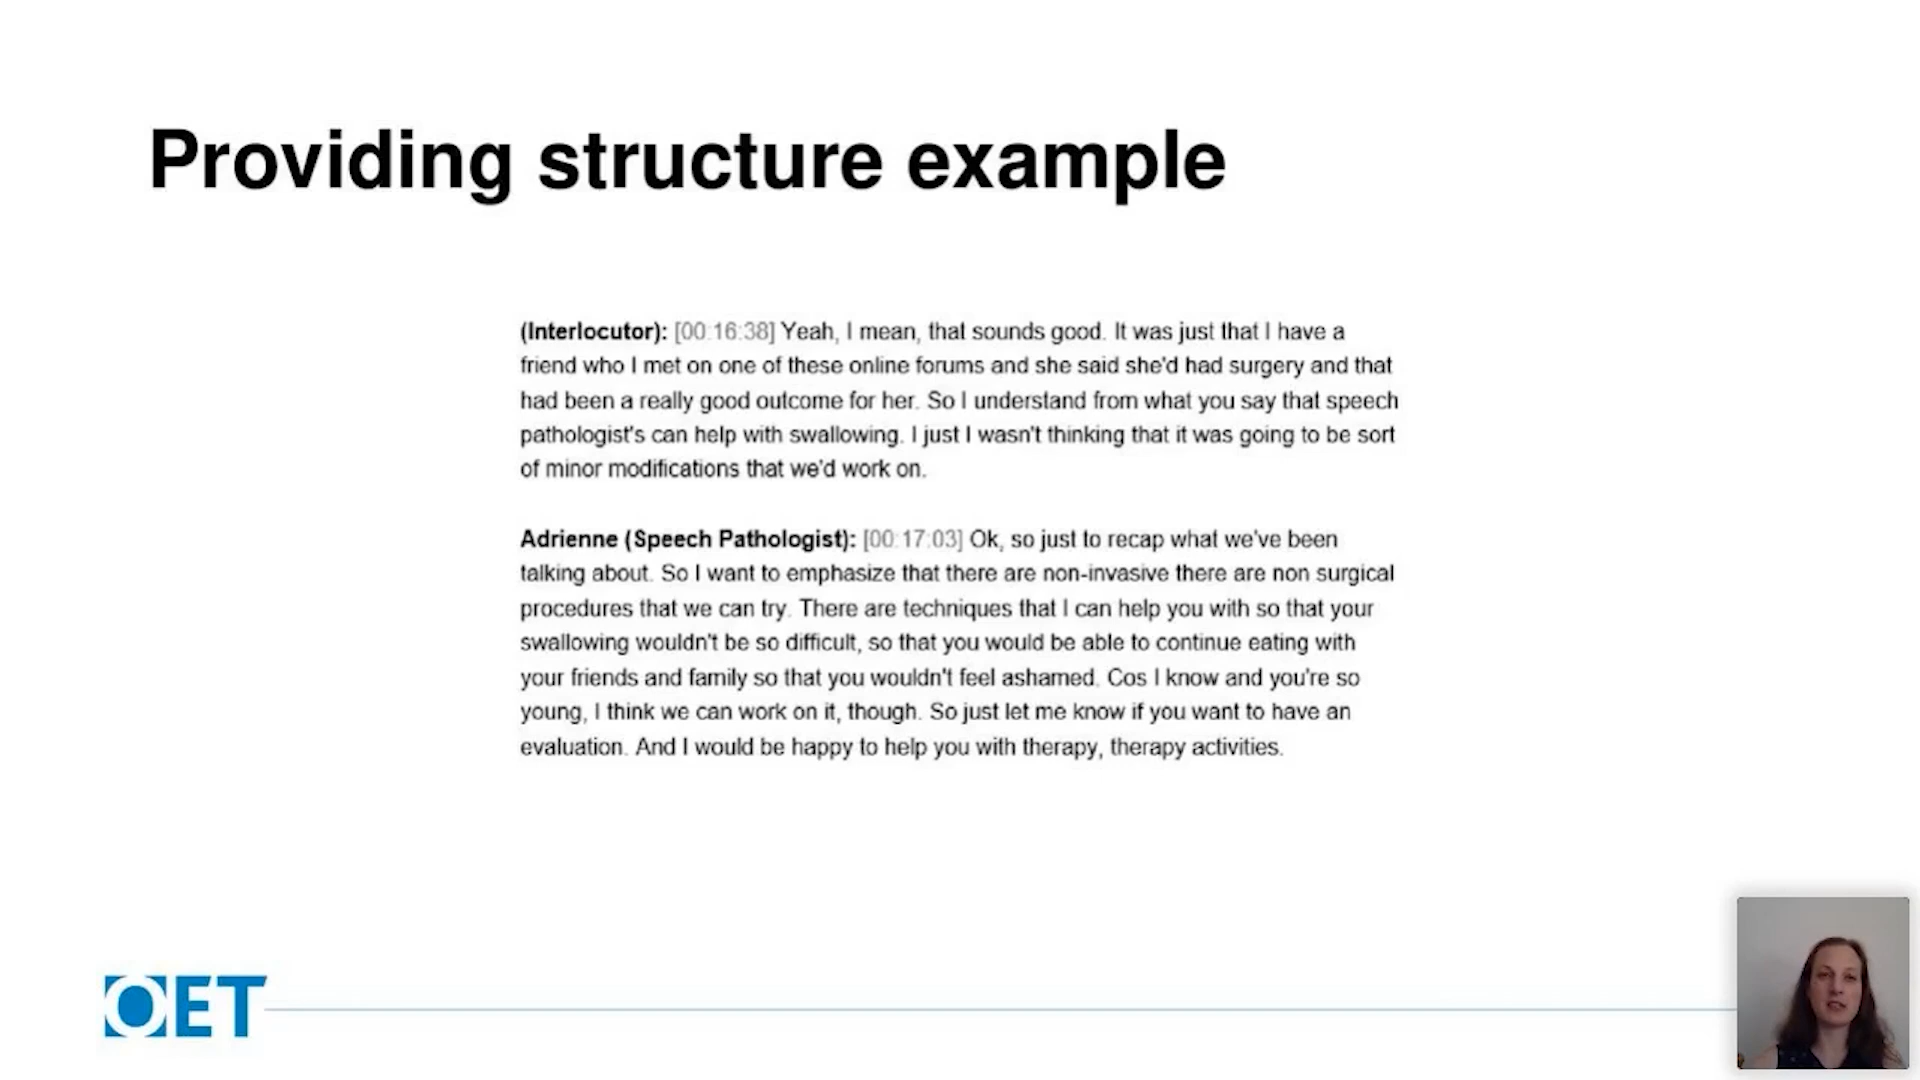 Providing structure example
(Interlocutor): [00:16:38] Yeah, I mean, that sounds good. It was just that I have a
friend who I met on one of these online forums and she said she'd had surgery and that
had been a really good outcome for her. So I understand from what you say that speech
pathologist's can help with swallowing. I just I wasn't thinking that it was going to be sort
of minor modifications that we'd work on.
Adrienne (Speech Pathologist): [00:17:03] Ok, so just to recap what we've been
talking about. So I want to emphasize that there are non-invasive there are non surgical
procedures that we can try. There are techniques that I can help you with so that your
swallowing wouldn't be so difficult, so that you would be able to continue eating with
your friends and family so that you wouldn't feel ashamed. Cos I know and you're so
young, I think we can work on it, though. So just let me know if you want to have an
evaluation. And I would be happy to help you with therapy, therapy activities.
OET